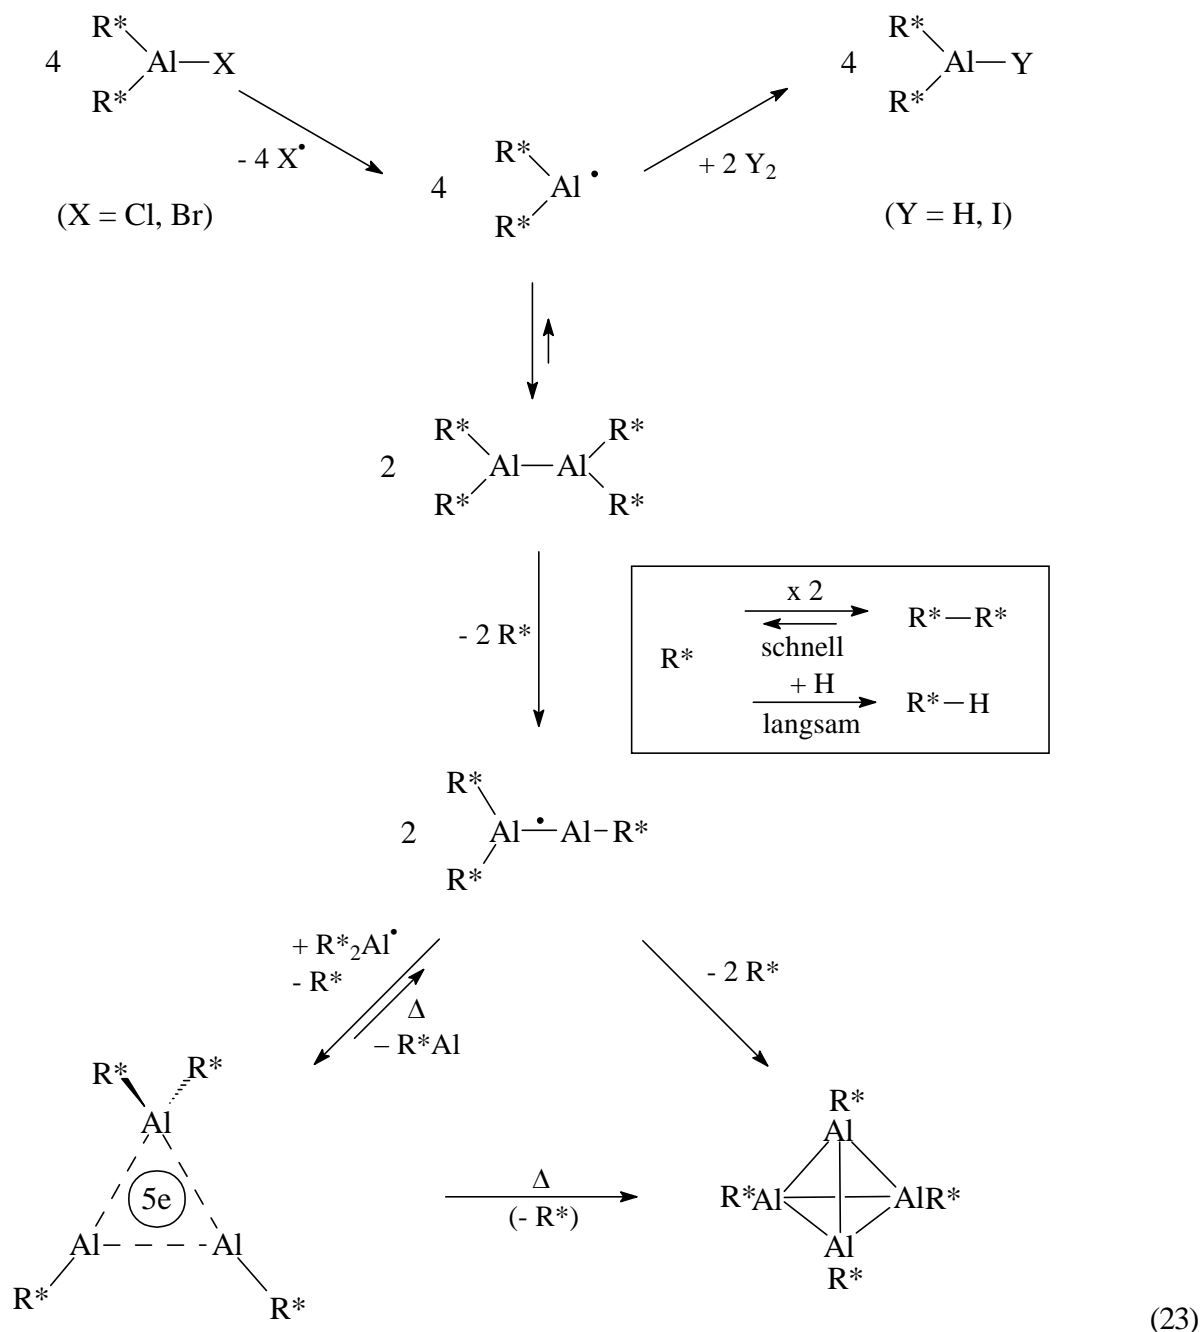 R* R*
4 Al—X 4 Al—Y
R* R*
- 4 X• + 2 Y₂
R*
4 Al •
R*
(X = Cl, Br) (Y = H, I)
R* R*
2 Al—Al
R* R*
- 2 R*
x 2
R* R*—R*
schnell
+ H
R*—H
langsam
R*
2 Al—•—Al–R*
R*
+ R*₂Al•
- R*
Δ
– R*Al
- 2 R*
R* R*
Al
5e
Al Al
R* R*
Δ
(- R*)
R*
Al
R*Al AlR*
Al
R*
(23)